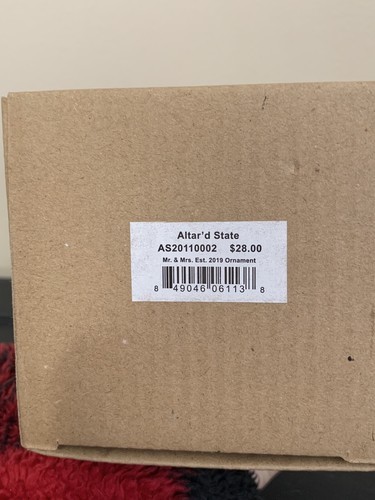 Altar'd State
AS20110002 $28.00
Mr. & Mrs. Est. 2019 Ornament
8 49046 06113 8